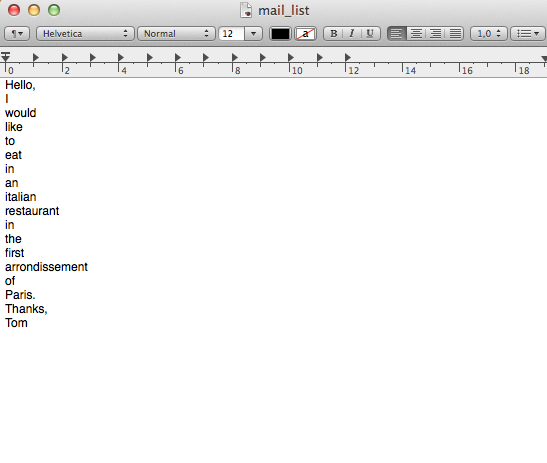 mail_list
Helvetica Normal 12 a B I U 1,0
0 2 4 6 8 10 12 14 16 18
Hello,
I
would
like
to
eat
in
an
italian
restaurant
in
the
first
arrondissement
of
Paris.
Thanks,
Tom